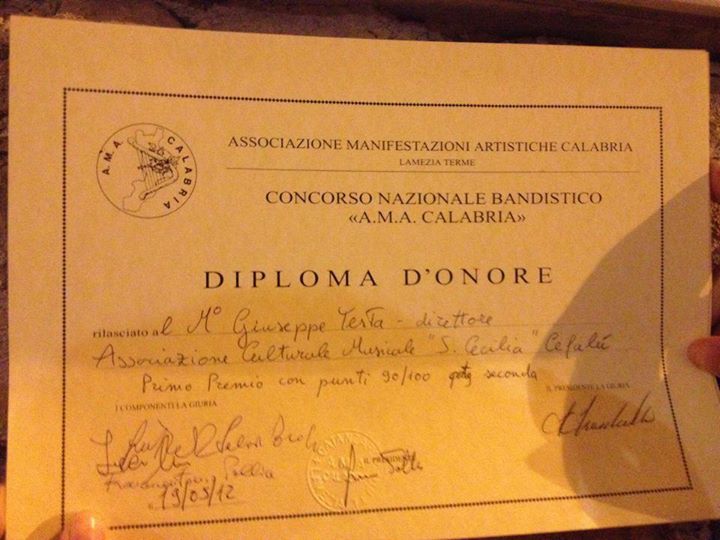 A.M.A. CALABRIA
ASSOCIAZIONE MANIFESTAZIONI ARTISTICHE CALABRIA
LAMEZIA TERME
CONCORSO NAZIONALE BANDISTICO
«A.M.A. CALABRIA»
DIPLOMA D'ONORE
rilasciato al M° Giuseppe Testa - direttore
Associazione Culturale Musicale "S. Cecilia" Cefalù
Primo Premio con punti 90/100 seconda
IL PRESIDENTE LA GIURIA
I COMPONENTI LA GIURIA
IL PRESIDENTE
19/05/12